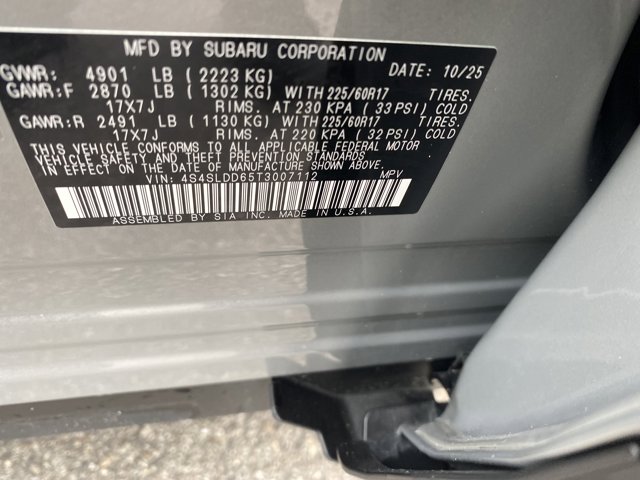 MFD BY SUBARU CORPORATION
GVWR: 4901 LB (2223 KG) DATE: 10/25
GAWR:F 2870 LB (1302 KG) WITH 225/60R17 TIRES.
17X7J RIMS. AT 230 KPA (33 PSI) COLD
GAWR:R 2491 LB (1130 KG) WITH 225/60R17 TIRES.
17X7J RIMS. AT 220 KPA (32 PSI) COLD
THIS VEHICLE CONFORMS TO ALL APPLICABLE FEDERAL MOTOR
VEHICLE SAFETY AND THEFT PREVENTION STANDARDS
IN EFFECT ON THE DATE OF MANUFACTURE SHOWN ABOVE.
VIN: 4S4SLDD65T3007112 MPV
ASSEMBLED BY SIA INC. MADE IN U.S.A.